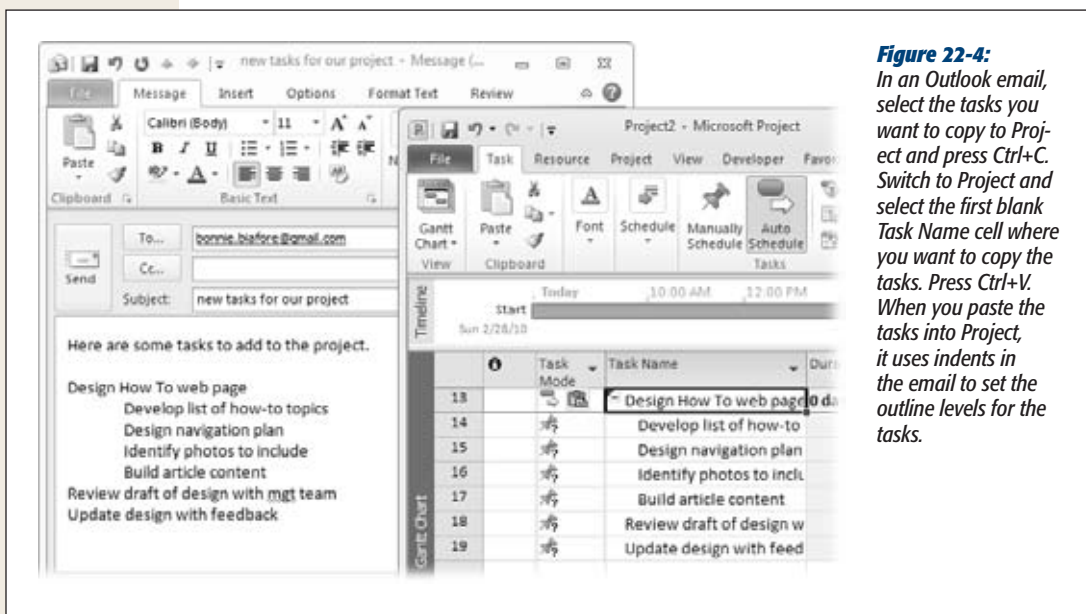 new tasks for our project - Message (...
File Message Insert Options Format Text Review
Calibri (Body) 11 A A
Paste B I U
A
Clipboard Basic Text
To... bonnie.biafore@gmail.com
Send Cc...
Subject: new tasks for our project
Here are some tasks to add to the project.
Design How To web page
Develop list of how-to topics
Design navigation plan
Identify photos to include
Build article content
Review draft of design with mgt team
Update design with feedback
Project2 - Microsoft Project
File Task Resource Project View Developer Favor
Gantt Chart Paste Font Schedule Manually Schedule Auto Schedule
View Clipboard Tasks
Timeline
Today 10:00 AM 12:00 PM
Start
Sun 2/28/10
Gantt Chart
Task Mode Task Name Dura
13 Design How To web page 0 da
14 Develop list of how-to
15 Design navigation plan
16 Identify photos to inclu
17 Build article content
18 Review draft of design w
19 Update design with feed
Figure 22-4:
In an Outlook email,
select the tasks you
want to copy to Proj-
ect and press Ctrl+C.
Switch to Project and
select the first blank
Task Name cell where
you want to copy the
tasks. Press Ctrl+V.
When you paste the
tasks into Project,
it uses indents in
the email to set the
outline levels for the
tasks.